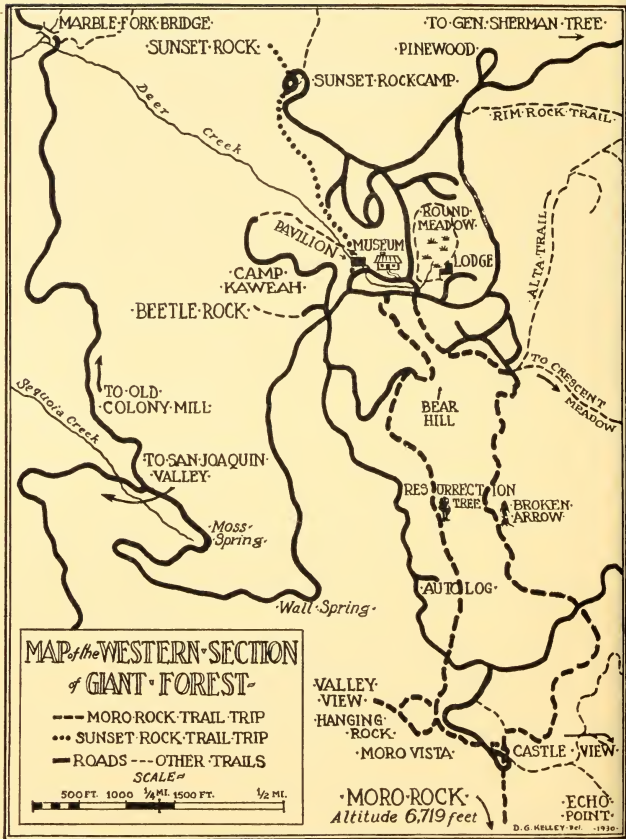 MARBLE·FORK·BRIDGE·
·SUNSET·ROCK·
·TO·GEN.·SHERMAN·TREE·
·PINEWOOD·
·SUNSET·ROCK·CAMP·
Deer Creek
·RIM·ROCK·TRAIL·
·ALTA·TRAIL·
·ROUND·
MEADOW·
PAVILION
MUSEUM
·LODGE
·CAMP·
KAWEAH·
·BEETLE·ROCK·
·TO·CRESCENT
MEADOW·
·TO·OLD·
COLONY·MILL·
BEAR
HILL
Sequoia Creek
·TO·SAN·JOAQUIN·
VALLEY·
RESURRECTION
TREE
·BROKEN·
ARROW·
·Moss·
Spring·
·AUTO·LOG·
·Wall·Spring·
MAP of the WESTERN·SECTION
of GIANT·FOREST
MORO·ROCK·TRAIL·TRIP
SUNSET·ROCK·TRAIL·TRIP
ROADS ---OTHER·TRAILS
SCALE
500 FT. 1000 ¼ MI. 1500 FT. ½ MI.
·VALLEY·
VIEW·
HANGING·
ROCK·
·MORO·VISTA·
·CASTLE·VIEW·
·MORO·ROCK·
Altitude 6,719 feet
·ECHO·
POINT·
D.G.KELLEY·Del. ·1930·